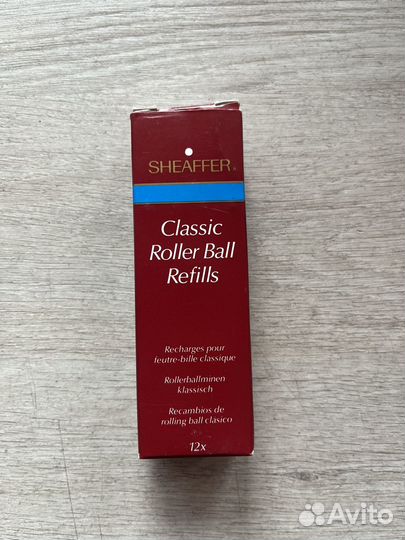 SHEAFFER®
Classic
Roller Ball
Refills
Recharges pour
feutre-bille classique
Rollerballminen
klassisch
Recambios de
rolling ball clasico
12x
Avito